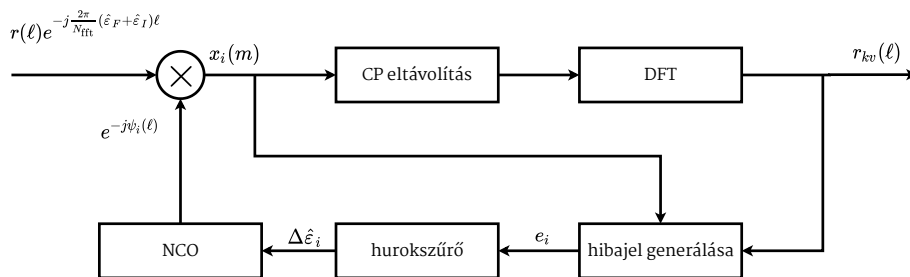 r(ℓ)e^{-j\frac{2π}{N_{fft}}(\hat{ε}_F+\hat{ε}_I)ℓ}
x_i(m)
CP eltávolítás
DFT
r_{kv}(ℓ)
e^{-jψ_i(ℓ)}
NCO
Δ\hat{ε}_i
hurokszűrő
e_i
hibajel generálása